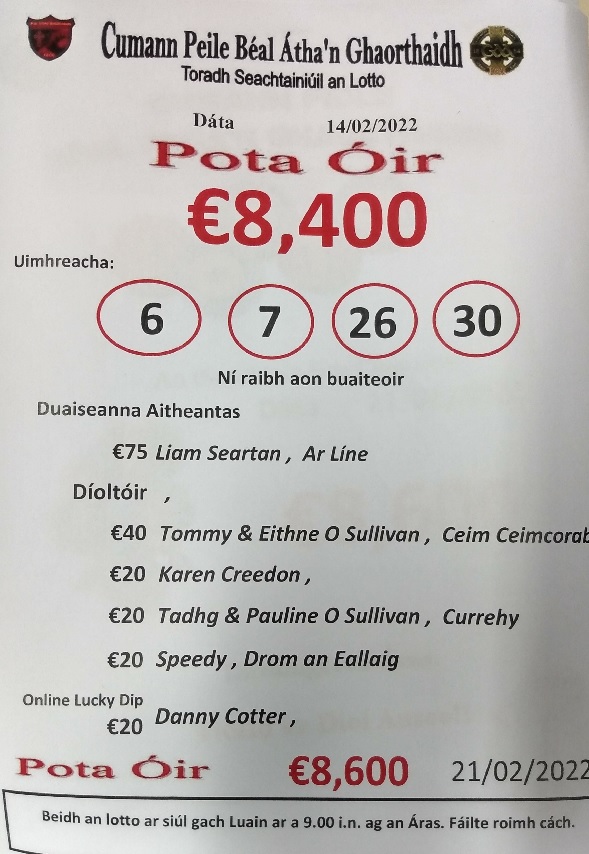 Cumann Peile Béal Átha'n Ghaorthaidh
Toradh Seachtainiúil an Lotto
Dáta 14/02/2022
Pota Óir
€8,400
Uimhreacha:
6 7 26 30
Ní raibh aon buaiteoir
Duaiseanna Aitheantas
€75 Liam Seartan , Ar Líne
Díoltóir ,
€40 Tommy & Eithne O Sullivan , Ceim Ceimcorab
€20 Karen Creedon ,
€20 Tadhg & Pauline O Sullivan , Currehy
€20 Speedy , Drom an Eallaig
Online Lucky Dip
€20 Danny Cotter ,
Pota Óir €8,600 21/02/2022
Beidh an lotto ar siúl gach Luain ar a 9.00 i.n. ag an Áras. Fáilte roimh cách.